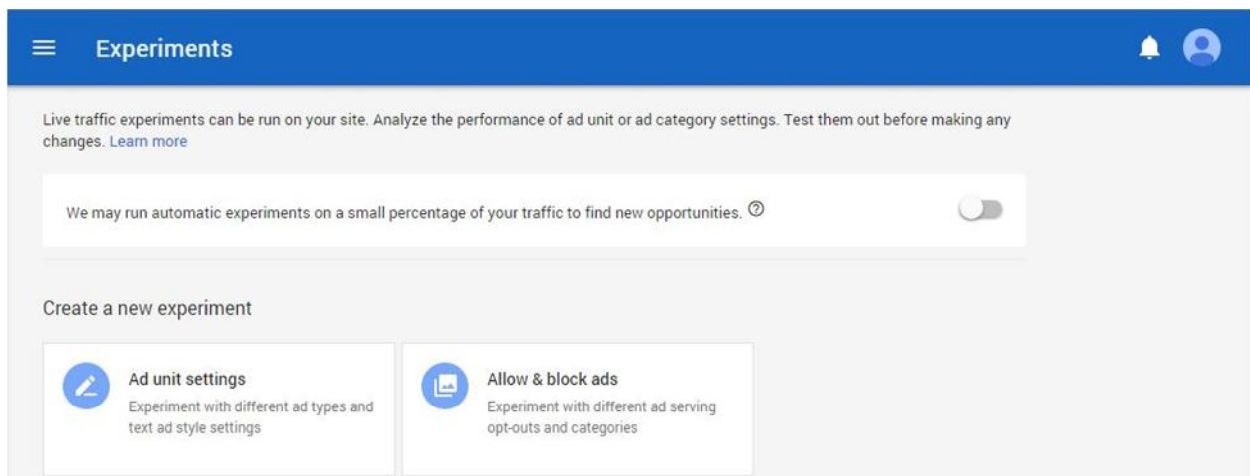 Experiments
Live traffic experiments can be run on your site. Analyze the performance of ad unit or ad category settings. Test them out before making any
changes. Learn more
We may run automatic experiments on a small percentage of your traffic to find new opportunities.
Create a new experiment
Ad unit settings
Experiment with different ad types and
text ad style settings
Allow & block ads
Experiment with different ad serving
opt-outs and categories